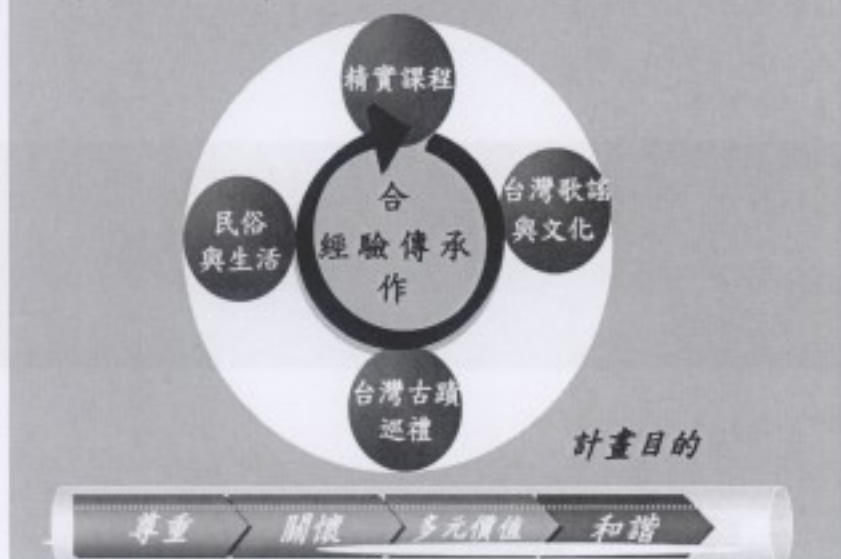 精實課程
台灣歌謠
與文化
民俗
與生活
合
經驗傳承
作
台灣古蹟
巡禮
計畫目的
尊重
關懷
多元價值
和諧